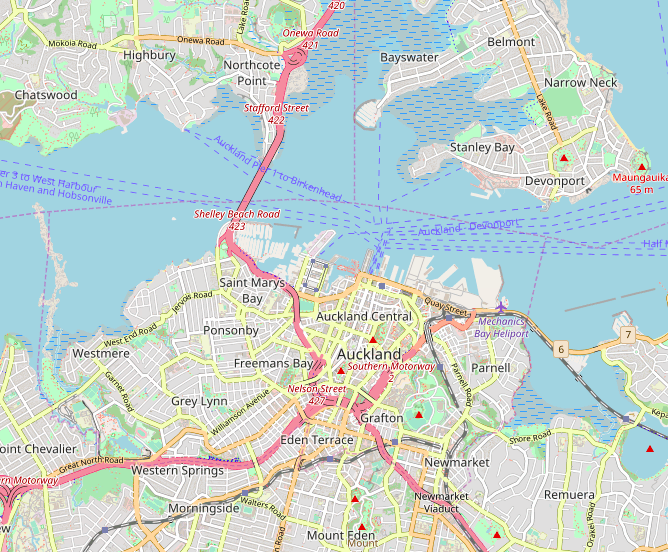 420
Lake Ro
Onewa Road
421
Onewa Road
Mokoia Road
Highbury
Northcote
Point
Bayswater
Belmont
Narrow Neck
Chatswood
Stafford Street
422
Lake Road
Auckland Pier 1 to Birkenhead
Stanley Bay
Devonport
Maungauika
65 m
er 3 to West Harbour
n Haven and Hobsonville
Shelley Beach Road
423
Auckland - Devonport
Half M
Saint Marys
Bay
Jervois Road
Quay Street
Mechanics
Bay Heliport
Auckland Central
Ponsonby
West End Road
Westmere
6
7
Auckland
Freemans Bay
Southern Motorway
2
Parnell
Parnell Road
Garnet Road
Nelson Street
427
Grey Lynn
Williamson Avenue
Grafton
Kepa
Eden Terrace
Shore Road
oint Chevalier
Great North Road
Western Springs
Newmarket
rn Motorway
Newmarket
Viaduct
Remuera
Morningside
Walters Road
Orakei Road
ew
n Road
Mount Eden
Mount